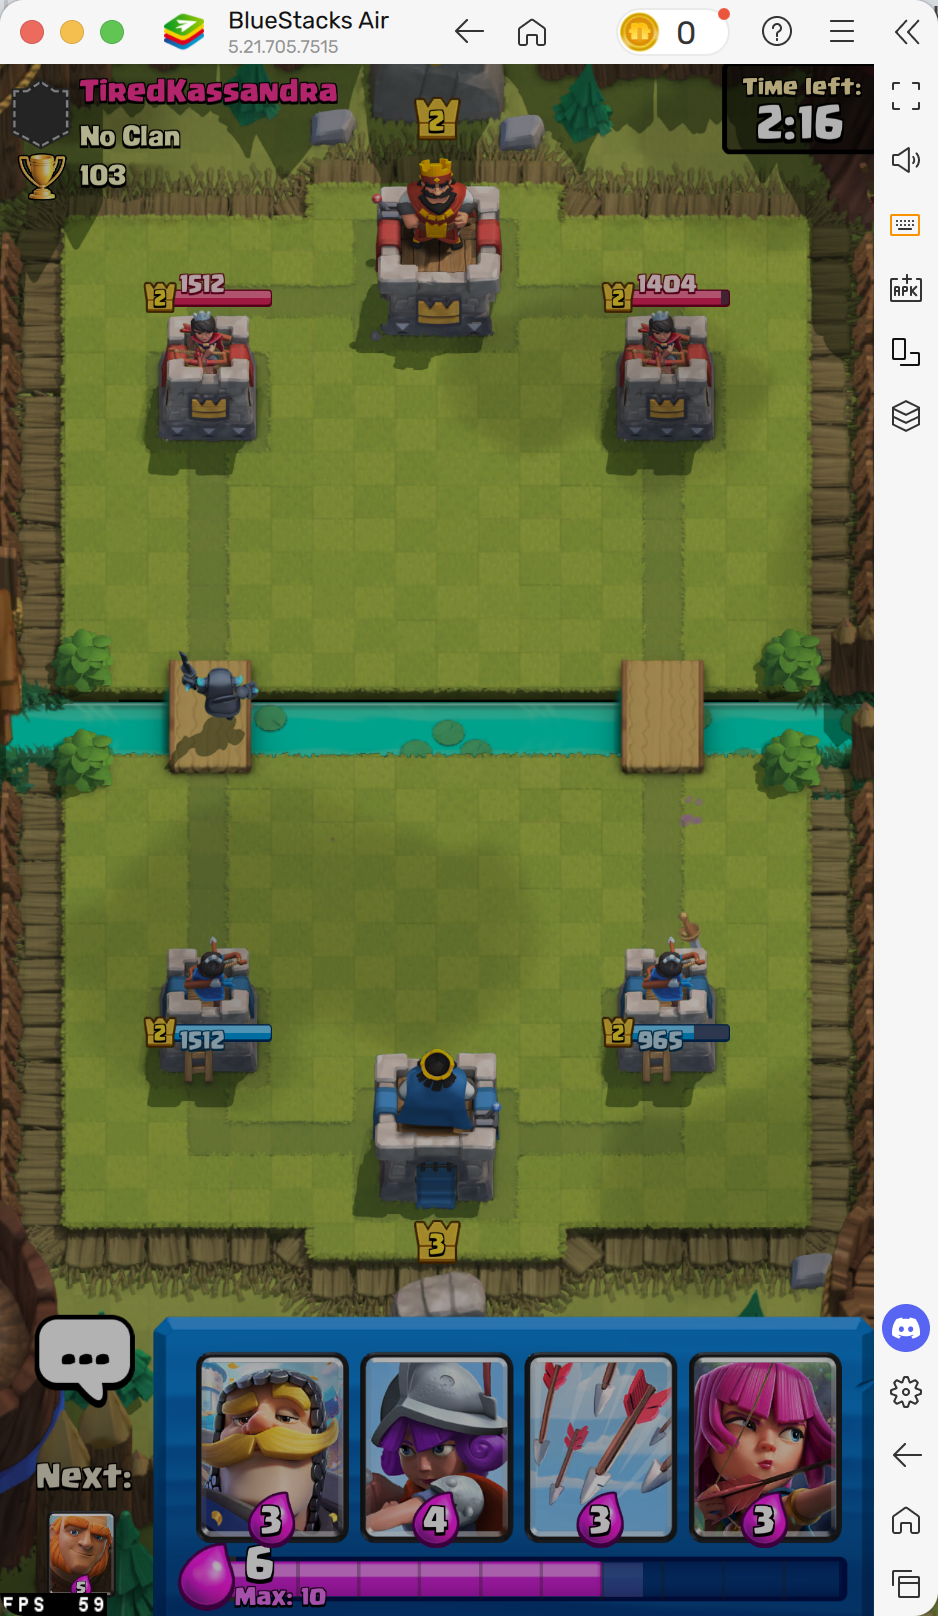 BlueStacks Air
5.21.705.7515
0
TiredKassandra
No Clan
103
2
Time left:
2:16
1512
2
1404
2
2
1512
2
965
3
Next:
5
3
4
3
3
6
Max: 10
FPS 59
APK